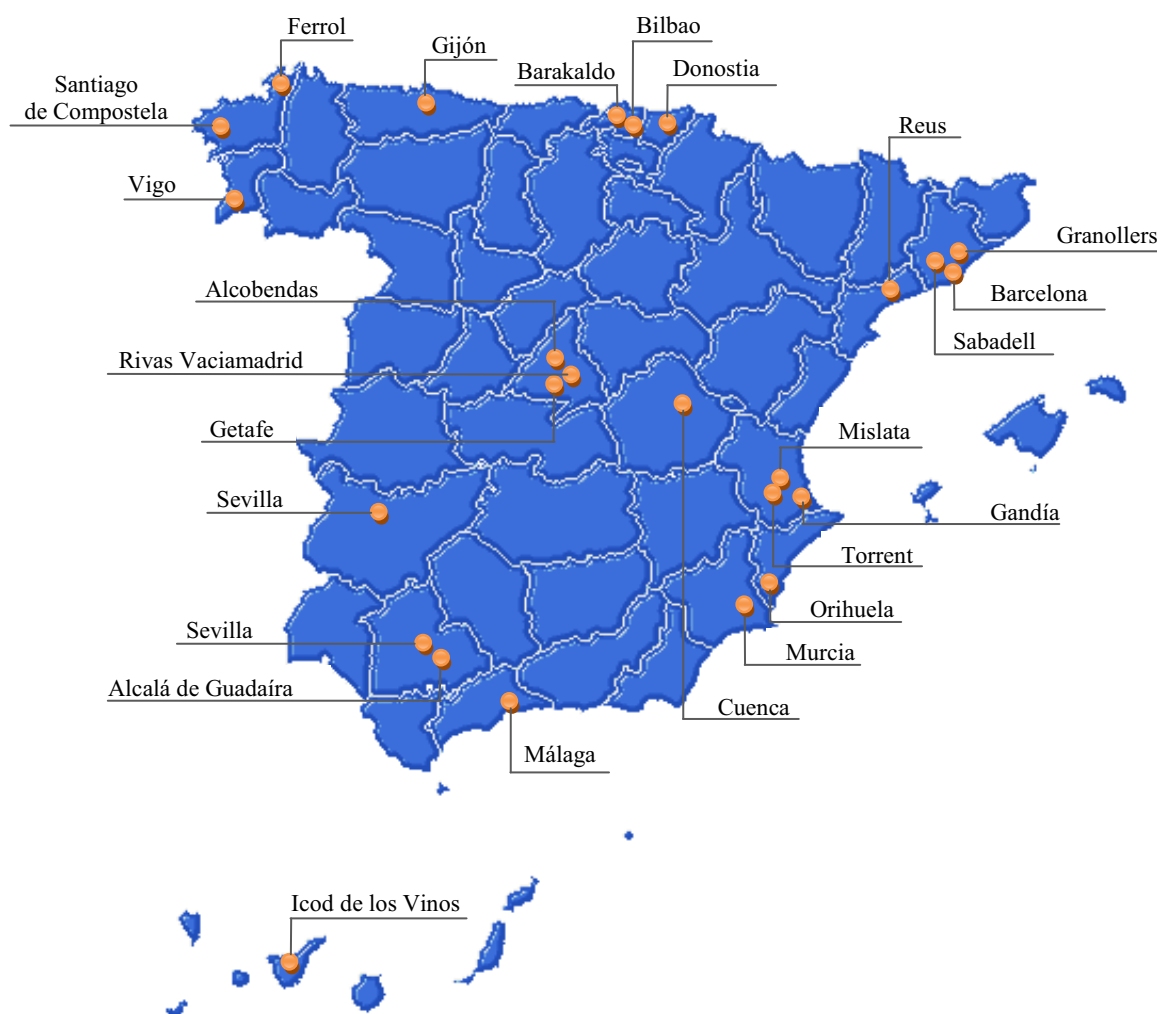 Ferrol
Bilbao
Gijón
Barakaldo
Donostia
Santiago
de Compostela
Reus
Vigo
Granollers
Alcobendas
Barcelona
Sabadell
Rivas Vaciamadrid
Getafe
Mislata
Sevilla
Gandía
Torrent
Orihuela
Sevilla
Murcia
Alcalá de Guadaíra
Cuenca
Málaga
Icod de los Vinos